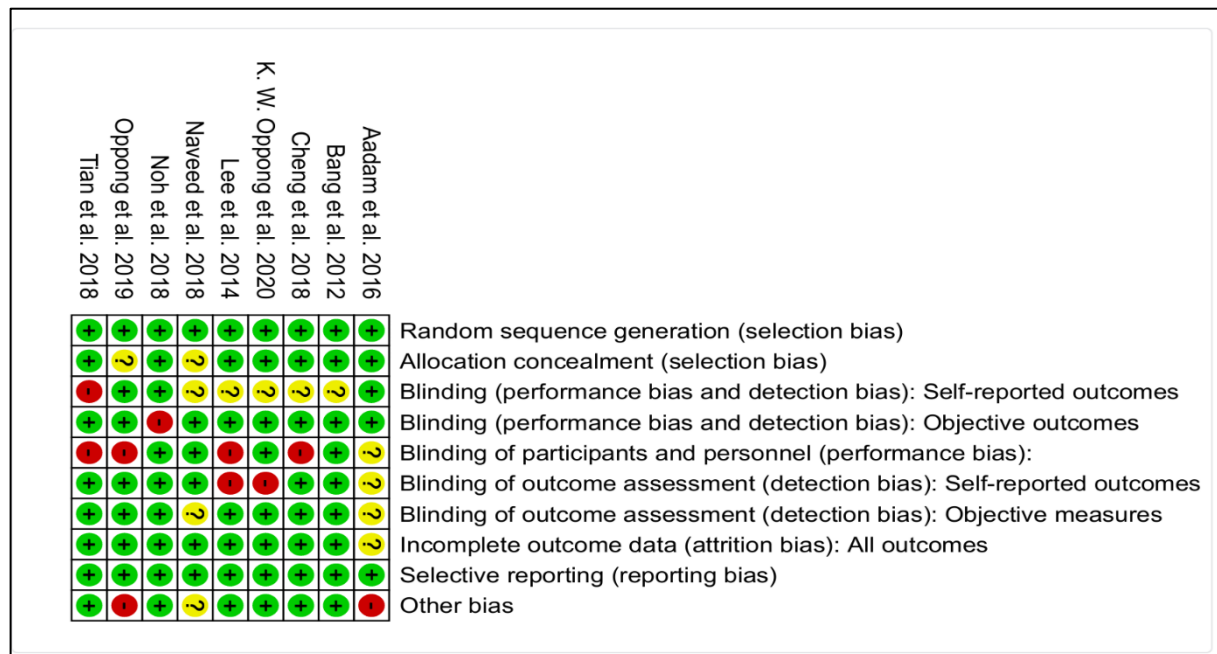 Tian et al. 2018
Oppong et al. 2019
Noh et al. 2018
Naveed et al. 2018
Lee et al. 2014
K. W. Oppong et al. 2020
Cheng et al. 2018
Bang et al. 2012
Aadam et al. 2016
+ + + + + + + + + Random sequence generation (selection bias)
+ ? + ? + + + + + Allocation concealment (selection bias)
- + + ? ? ? ? ? + Blinding (performance bias and detection bias): Self-reported outcomes
+ + - + + + + + + Blinding (performance bias and detection bias): Objective outcomes
- - + + - + - + ? Blinding of participants and personnel (performance bias):
+ + + + - - + + ? Blinding of outcome assessment (detection bias): Self-reported outcomes
+ + + ? + + + + ? Blinding of outcome assessment (detection bias): Objective measures
+ + + + + + + + ? Incomplete outcome data (attrition bias): All outcomes
+ + + + + + + + + Selective reporting (reporting bias)
+ - + ? + + + + - Other bias